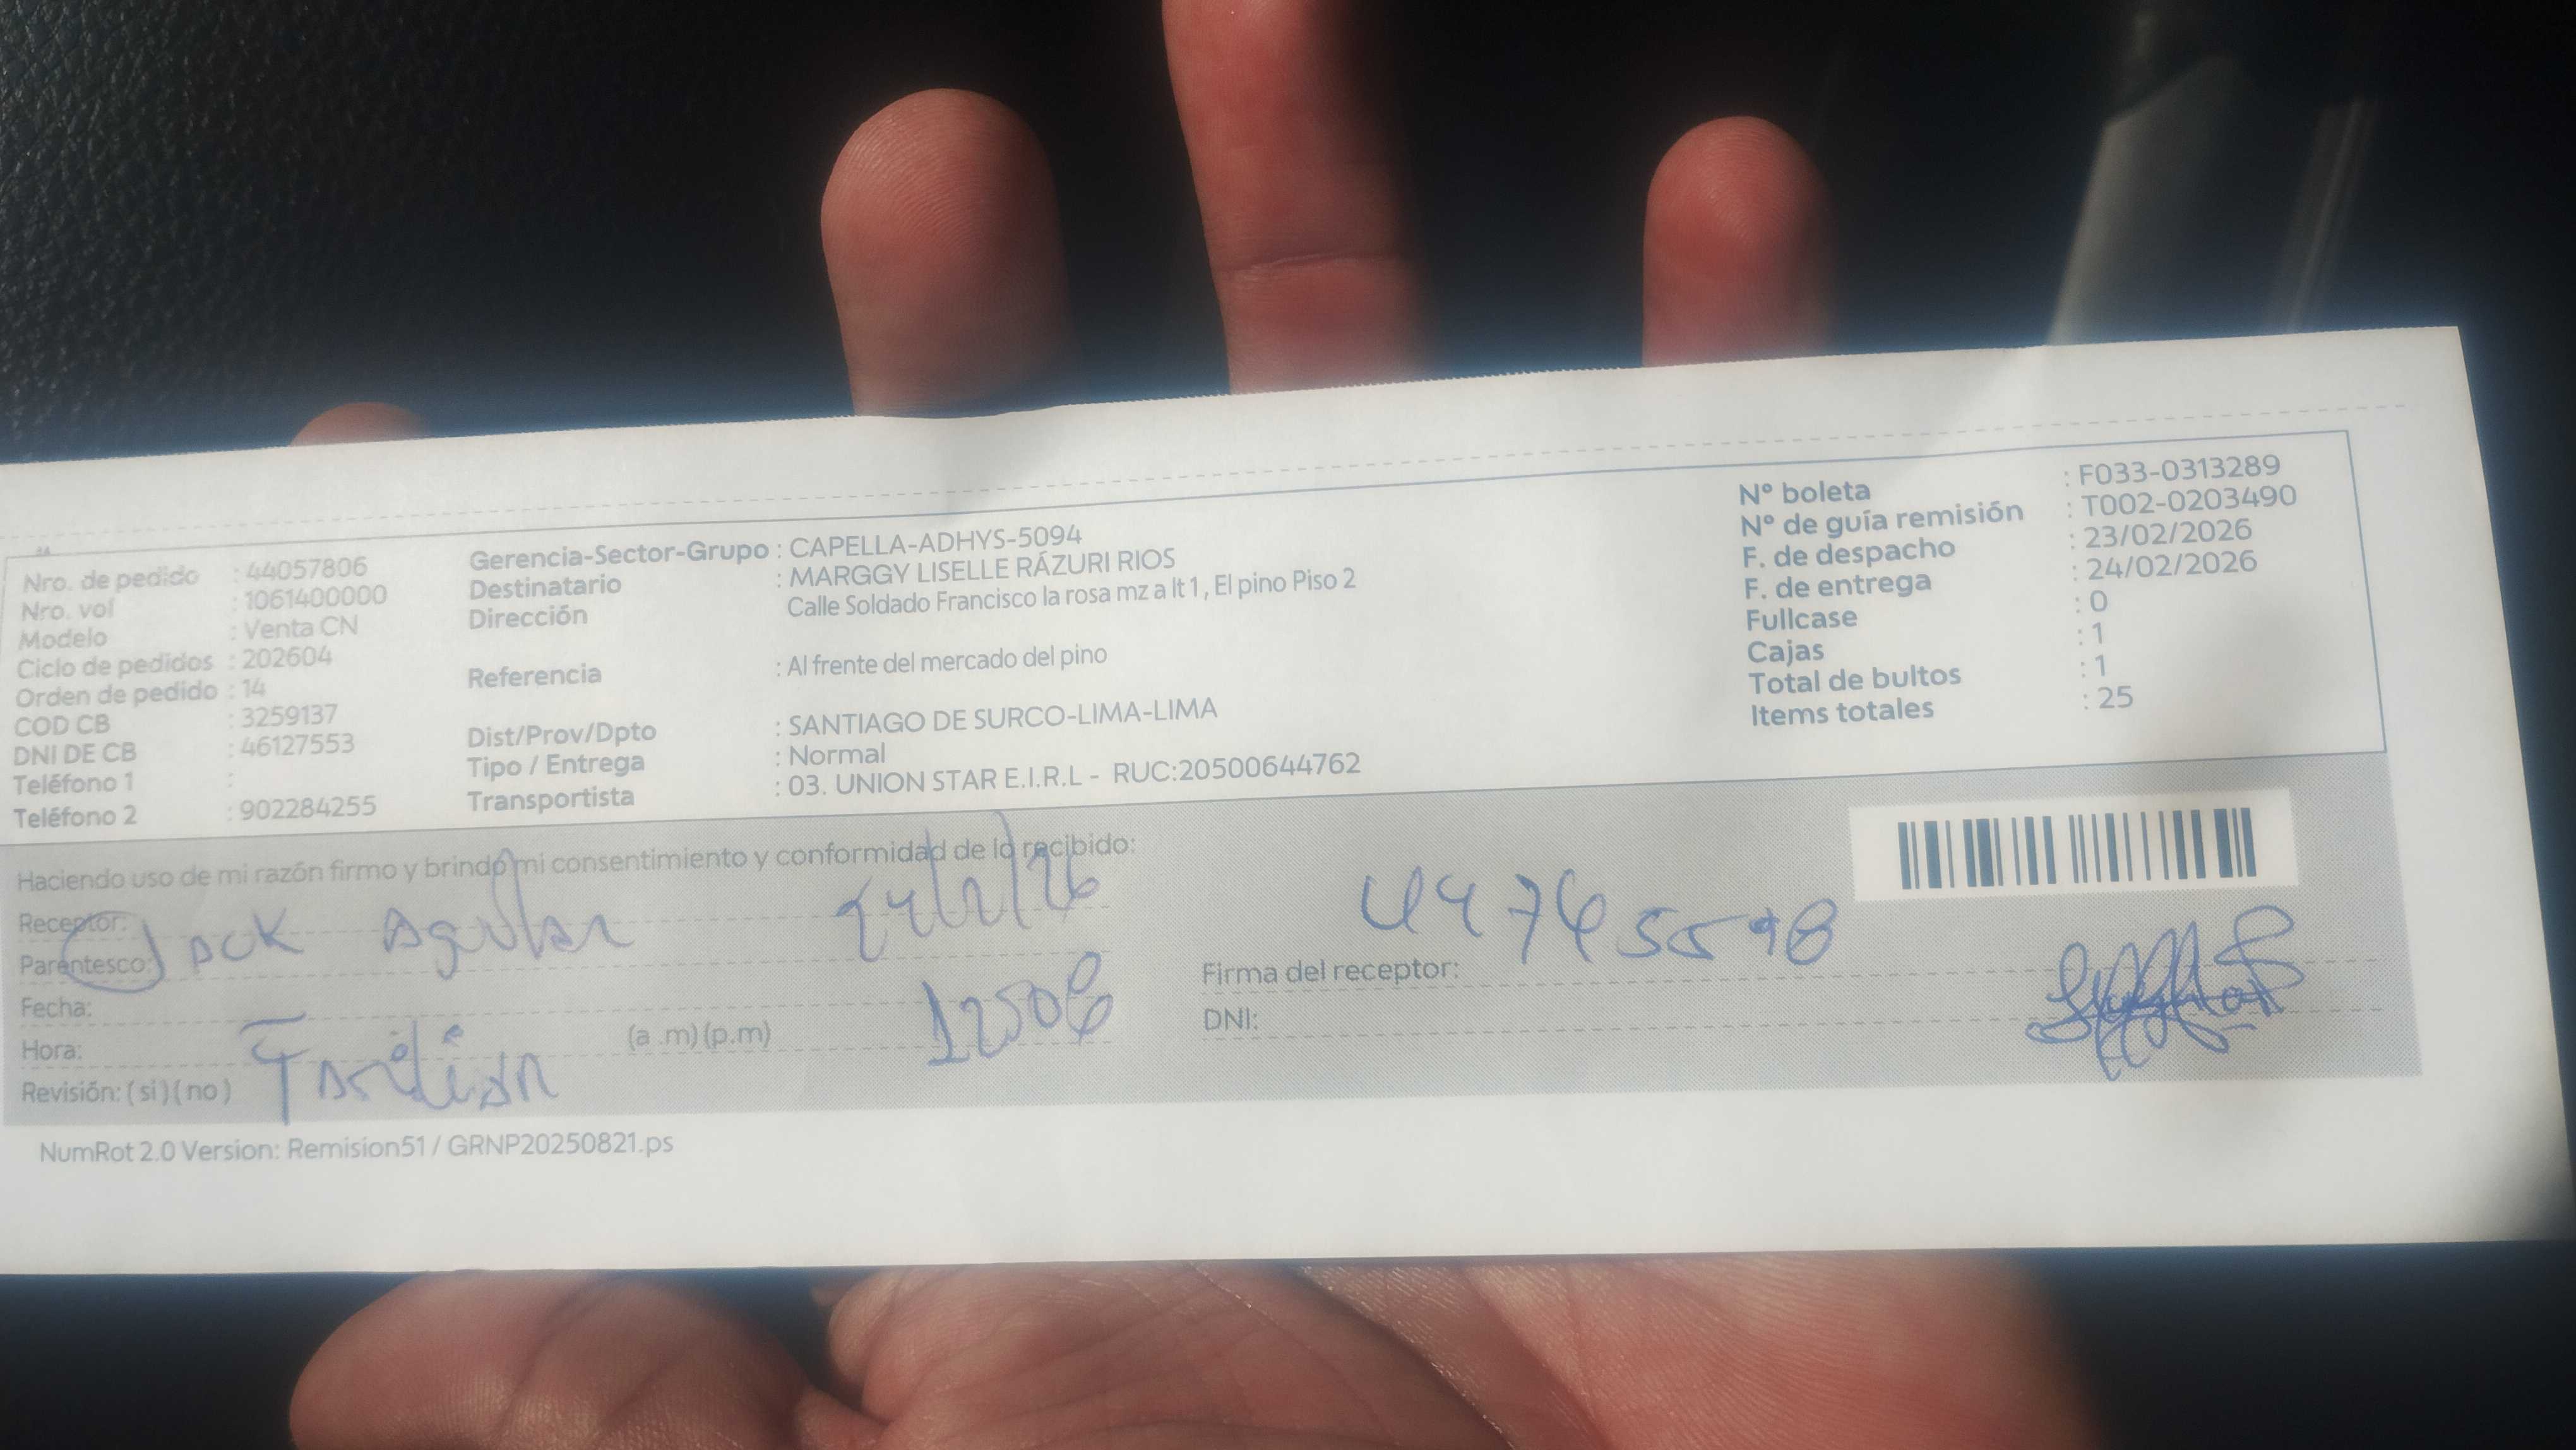 Nro. de pedido : 44057806
Nro. vol : 1061400000
Modelo : Venta CN
Ciclo de pedidos : 202604
Orden de pedido : 14
COD CB : 3259137
DNI DE CB : 46127553
Teléfono 1 :
Teléfono 2 : 902284255
Gerencia-Sector-Grupo : CAPELLA-ADHYS-5094
Destinatario : MARGGY LISELLE RÁZURI RIOS
Dirección Calle Soldado Francisco la rosa mz a lt 1, El pino Piso 2
Referencia : Al frente del mercado del pino
Dist/Prov/Dpto : SANTIAGO DE SURCO-LIMA-LIMA
Tipo / Entrega : Normal
Transportista : 03. UNION STAR E.I.R.L - RUC:20500644762
Nº boleta : F033-0313289
Nº de guía remisión : T002-0203490
F. de despacho : 23/02/2026
F. de entrega : 24/02/2026
Fullcase : 0
Cajas : 1
Total de bultos : 1
Items totales : 25
Haciendo uso de mi razón firmo y brindo mi consentimiento y conformidad de lo recibido:
Receptor:
Jack Aguilar 24/2/26
Parentesco:
Fecha:
Hora: (a .m) (p.m)
Revisión: ( si ) ( no )
Firma del receptor:
DNI:
NumRot 2.0 Version: Remision51 / GRNP20250821.ps